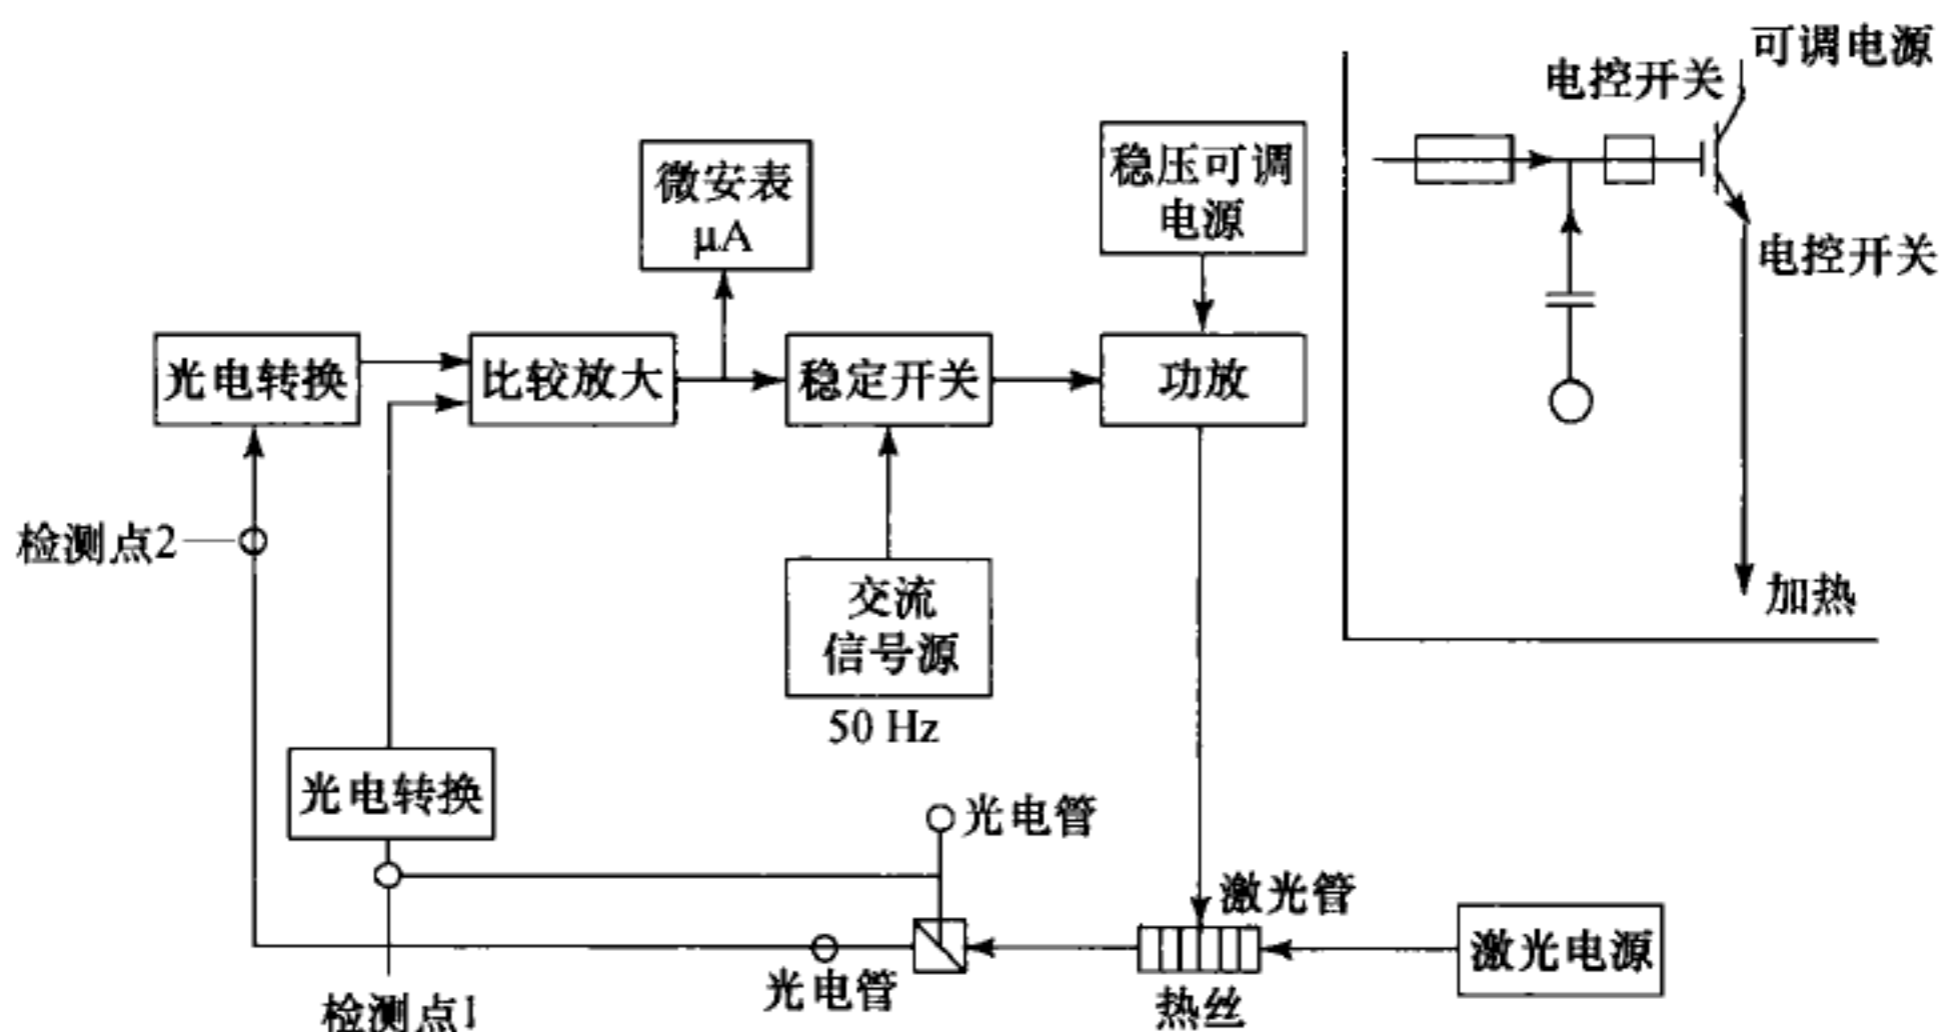 可调电源
电控开关
微安表
μA
稳压可调
电源
电控开关
光电转换
比较放大
稳定开关
功放
检测点2
交流
信号源
50 Hz
加热
光电转换
光电管
激光管
激光电源
光电管
热丝
检测点1